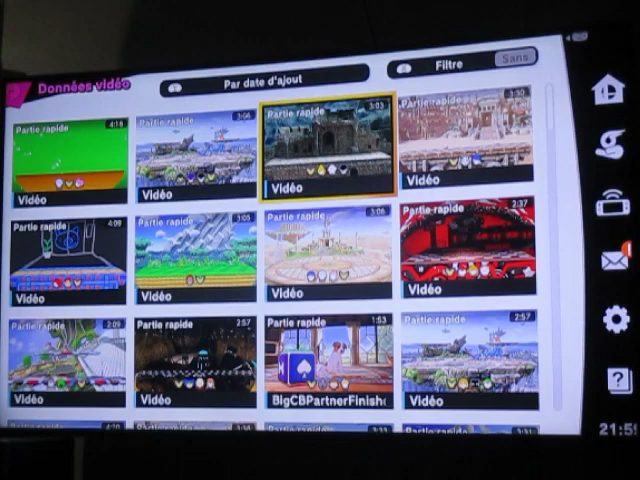 Données vidéo
Par date d'ajout
Filtre
Sans
Partie rapide 4:16
Vidéo
Partie rapide 3:06
Vidéo
Partie rapide 3:03
Vidéo
Partie rapide 3:30
Vidéo
Partie rapide 4:09
Vidéo
Partie rapide 3:05
Vidéo
Partie rapide 3:06
Vidéo
Partie rapide 2:37
Vidéo
Partie rapide 2:09
Vidéo
Partie rapide 2:57
Vidéo
Partie rapide 1:53
BigCBPartnerFinish
Partie rapide 2:57
Vidéo
?